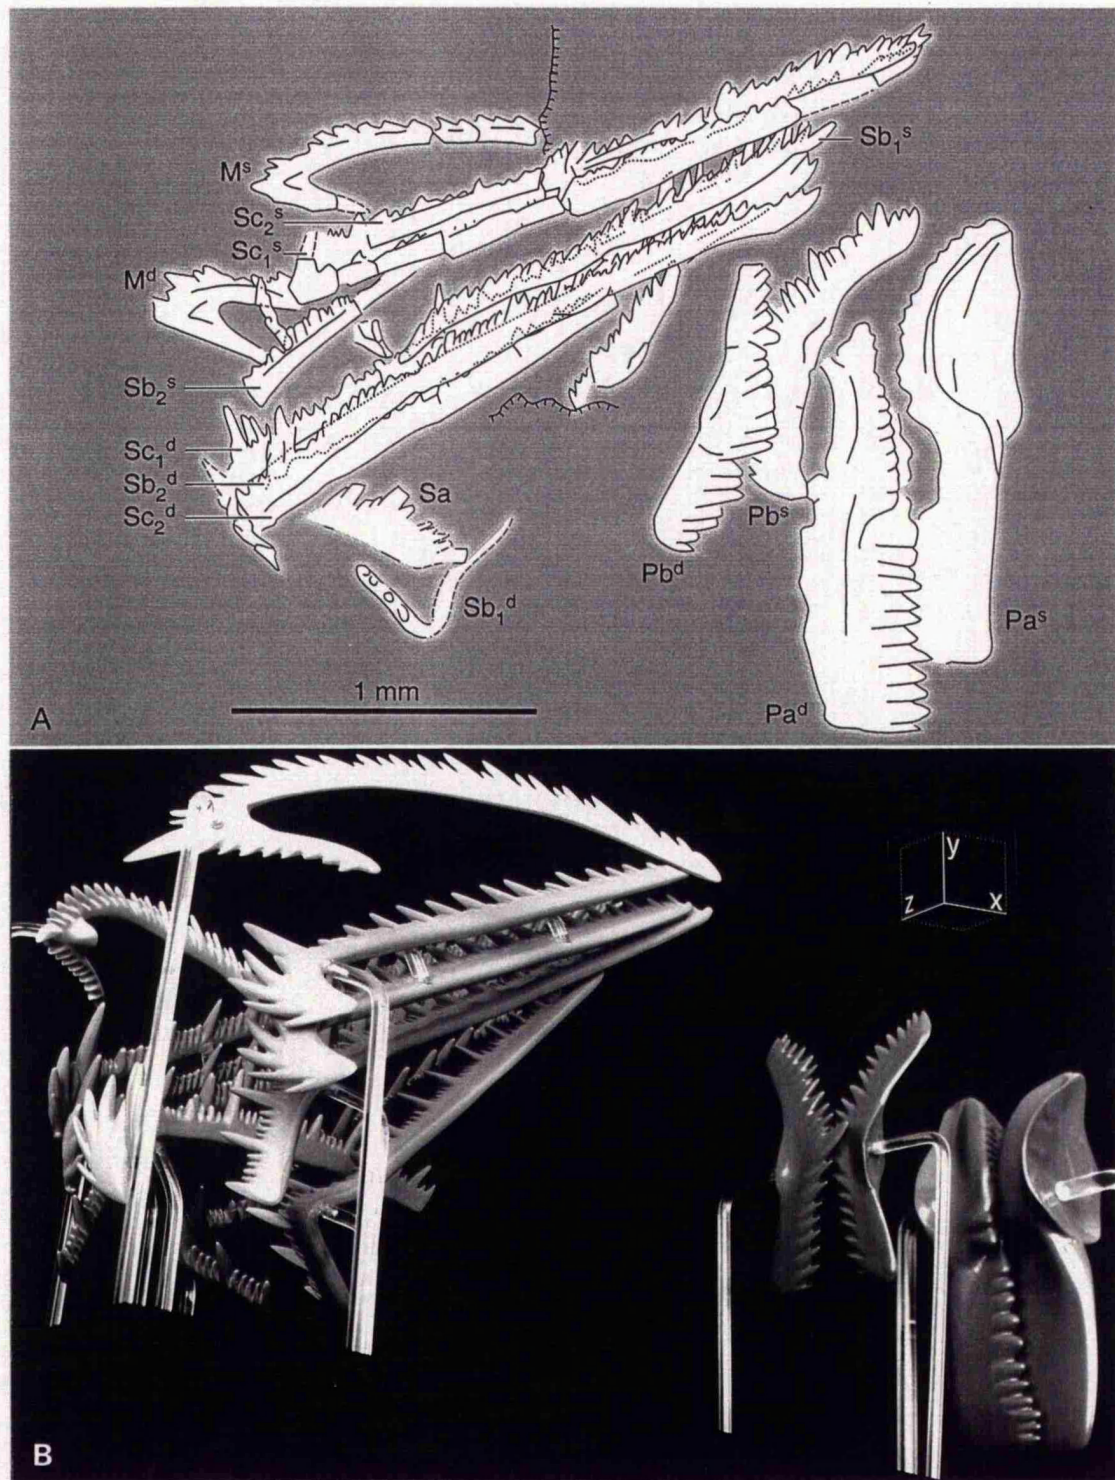 Sb₁ˢ
Mˢ
Sc₂ˢ
Sc₁ˢ
Mᵈ
Sb₂ˢ
Sc₁ᵈ
Sb₂ᵈ
Sc₂ᵈ
Sa
Sb₁ᵈ
Pbˢ
Pbᵈ
Paˢ
Paᵈ
1 mm
A
y
z
x
B